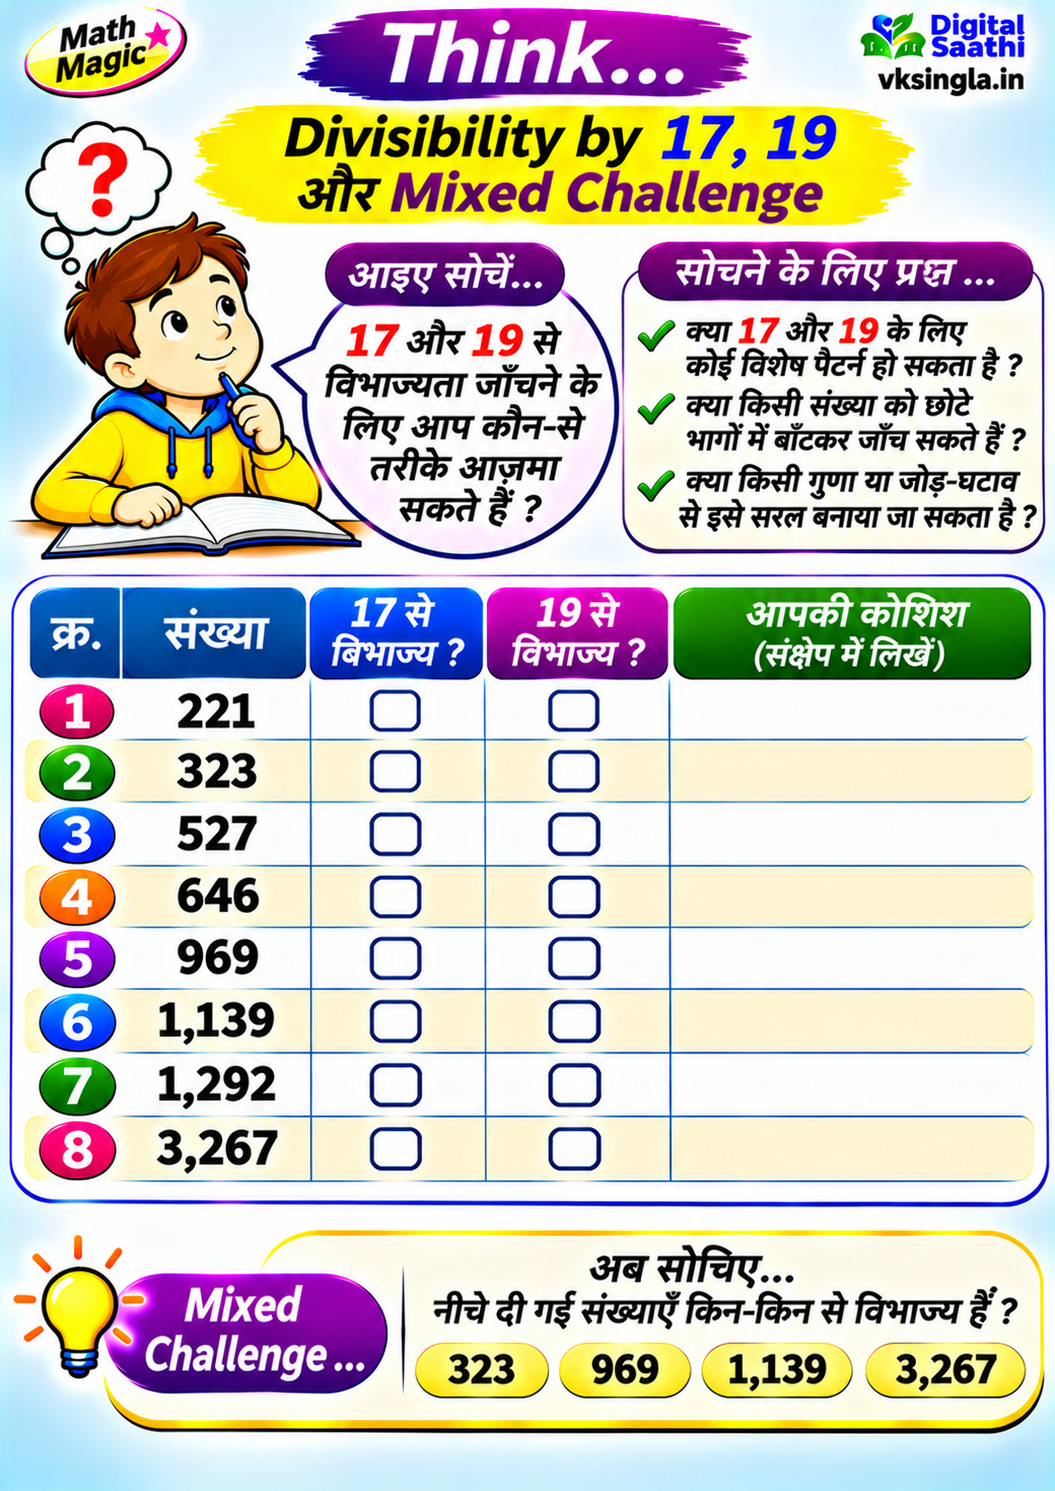 Math
Magic
Think...
Digital
Saathi
vksingla.in
Divisibility by 17, 19
और Mixed Challenge
?
आइए सोचें...
17 और 19 से
विभाज्यता जाँचने के
लिए आप कौन-से
तरीके आज़मा
सकते हैं ?
सोचने के लिए प्रश्न ...
क्या 17 और 19 के लिए
कोई विशेष पैटर्न हो सकता है ?
क्या किसी संख्या को छोटे
भागों में बाँटकर जाँच सकते हैं ?
क्या किसी गुणा या जोड़-घटाव
से इसे सरल बनाया जा सकता है ?
क्र. संख्या 17 से बिभाज्य ? 19 से विभाज्य ? आपकी कोशिश (संक्षेप में लिखें)
1 221
2 323
3 527
4 646
5 969
6 1,139
7 1,292
8 3,267
Mixed
Challenge ...
अब सोचिए...
नीचे दी गई संख्याएँ किन-किन से विभाज्य हैं ?
323 969 1,139 3,267